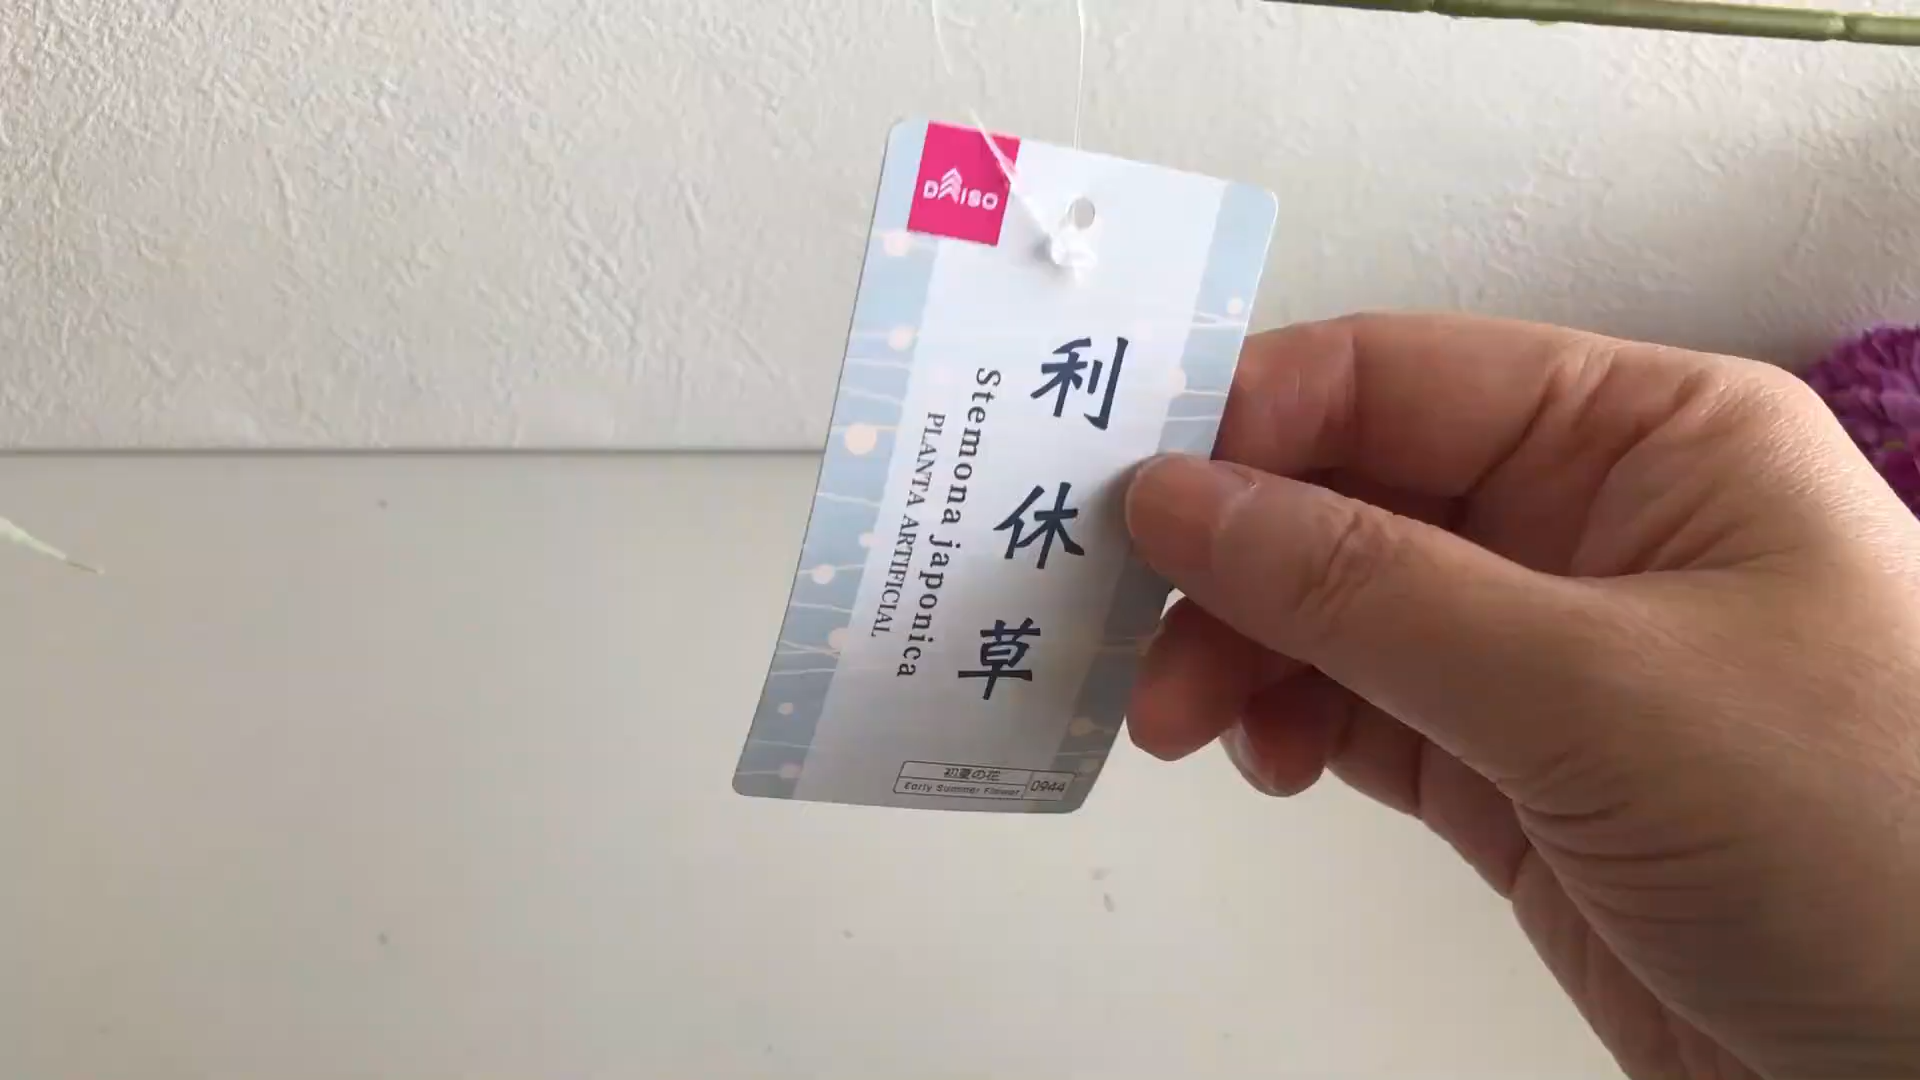 DAISO
利休草
Stemona japonica
PLANTA ARTIFICIAL
初夏の花
Early Summer Flower
0944